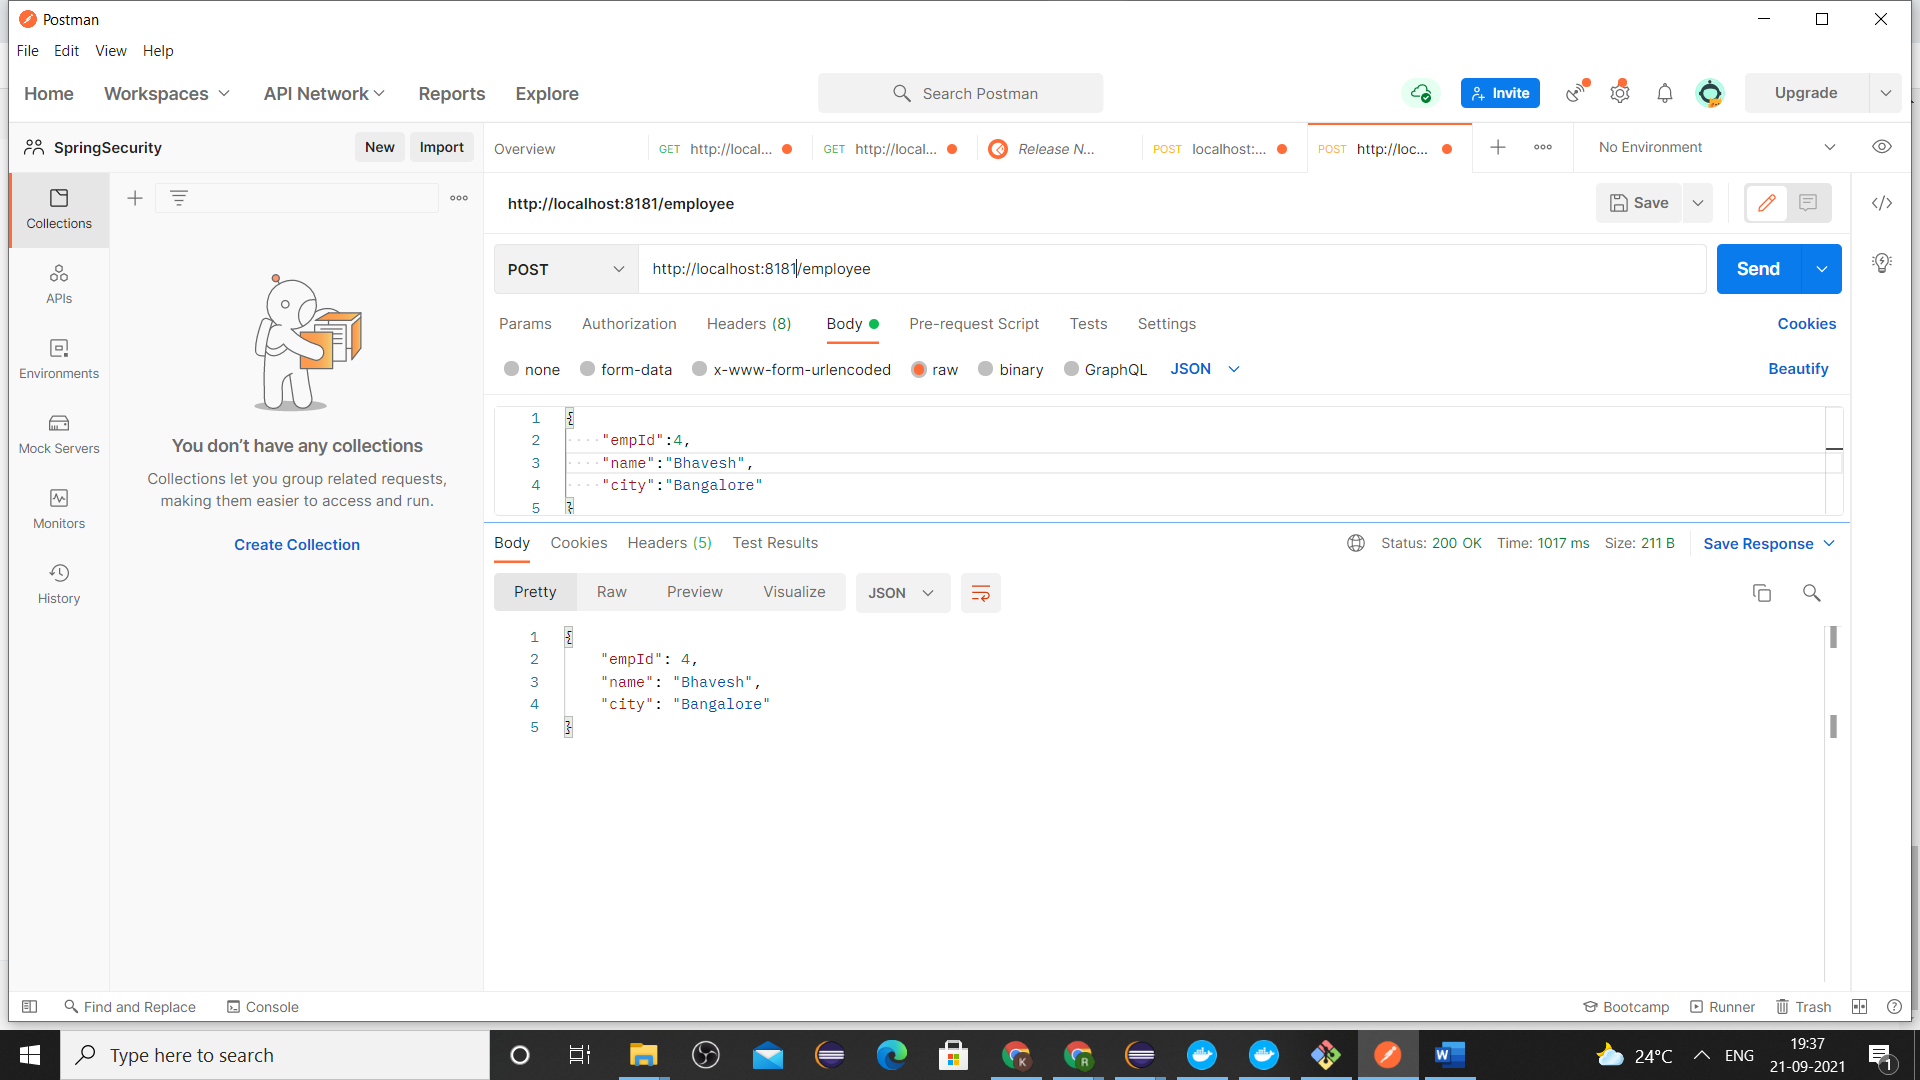 Postman
File Edit View Help
Home Workspaces API Network Reports Explore Search Postman Invite Upgrade
SpringSecurity New Import Overview GET http://local... GET http://local... Release N... POST localhost:... POST http://loc... ooo No Environment
Collections
APIs
Environments
Mock Servers
Monitors
History
You don't have any collections
Collections let you group related requests,
making them easier to access and run.
Create Collection
http://localhost:8181/employee Save
POST http://localhost:8181/employee Send
Params Authorization Headers (8) Body Pre-request Script Tests Settings Cookies
none form-data x-www-form-urlencoded raw binary GraphQL JSON Beautify
1 {
2 "empId":4,
3 "name":"Bhavesh",
4 "city":"Bangalore"
5 }
Body Cookies Headers (5) Test Results Status: 200 OK Time: 1017 ms Size: 211 B Save Response
Pretty Raw Preview Visualize JSON
1 {
2 "empId": 4,
3 "name": "Bhavesh",
4 "city": "Bangalore"
5 }
Find and Replace Console Bootcamp Runner Trash
Type here to search 24°C ENG 19:37
21-09-2021 1